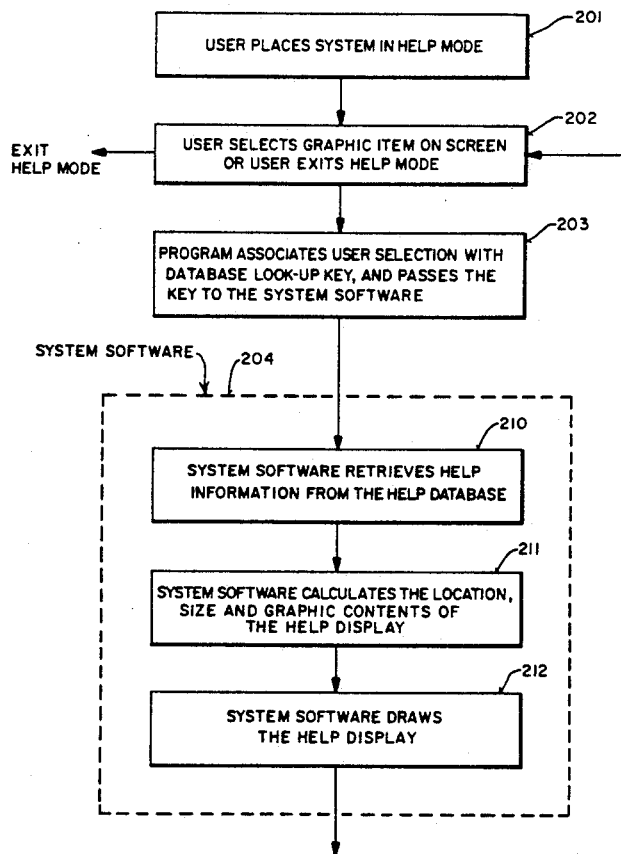 201
USER PLACES SYSTEM IN HELP MODE
202
USER SELECTS GRAPHIC ITEM ON SCREEN
OR USER EXITS HELP MODE
EXIT
HELP MODE
203
PROGRAM ASSOCIATES USER SELECTION WITH
DATABASE LOOK-UP KEY, AND PASSES THE
KEY TO THE SYSTEM SOFTWARE
SYSTEM SOFTWARE
204
210
SYSTEM SOFTWARE RETRIEVES HELP
INFORMATION FROM THE HELP DATABASE
211
SYSTEM SOFTWARE CALCULATES THE LOCATION,
SIZE AND GRAPHIC CONTENTS OF
THE HELP DISPLAY
212
SYSTEM SOFTWARE DRAWS
THE HELP DISPLAY